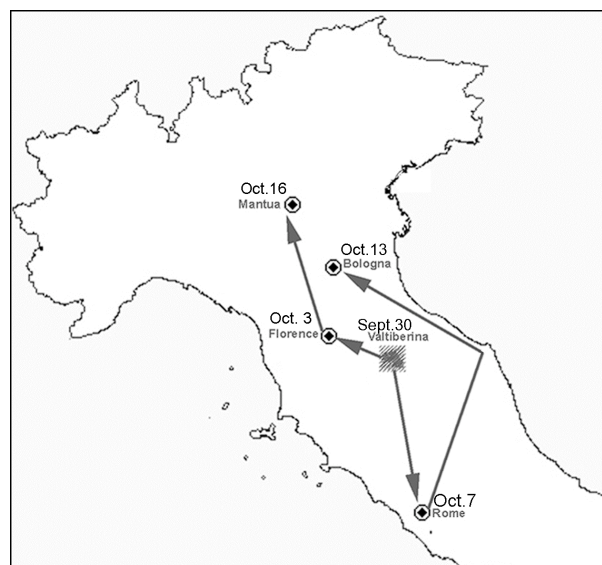 Oct.16
Mantua
Oct.13
Bologna
Oct. 3
Florence
Sept.30
Valtiberina
Oct.7
Rome